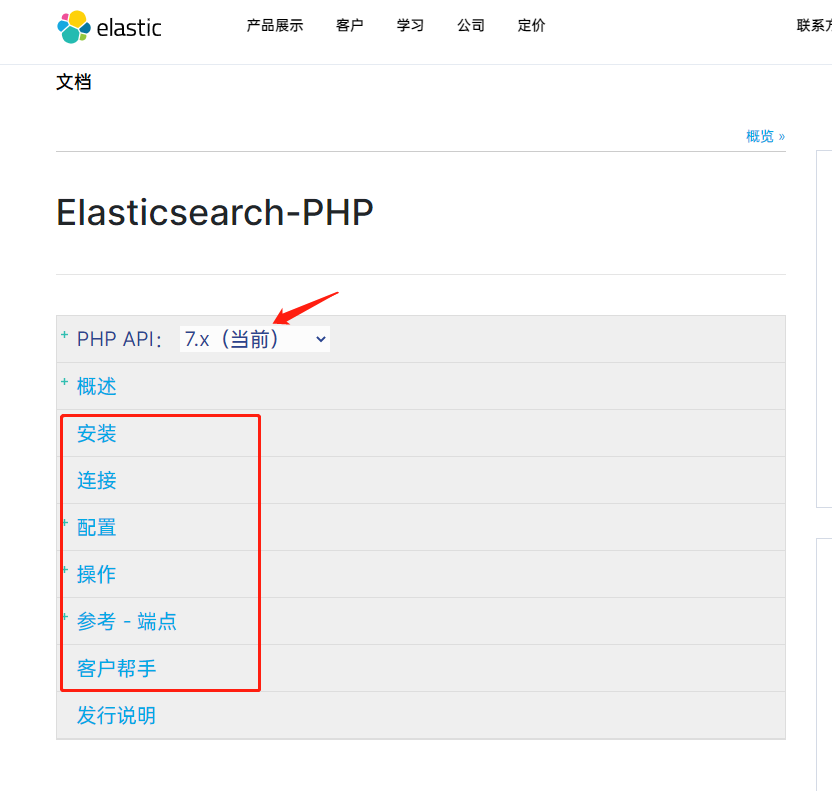 elastic 产品展示 客户 学习 公司 定价 联系
文档
概览 »
Elasticsearch-PHP
+ PHP API: 7.x（当前）
+ 概述
安装
连接
+ 配置
+ 操作
+ 参考 - 端点
客户帮手
发行说明